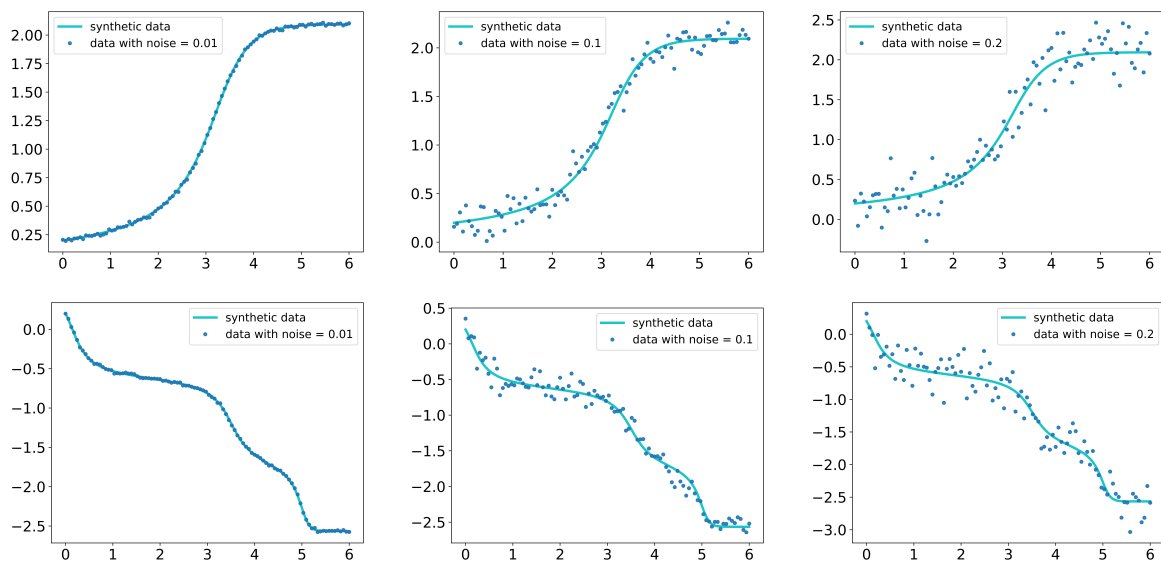 synthetic data
data with noise = 0.01
2.00
1.75
1.50
1.25
1.00
0.75
0.50
0.25
0 1 2 3 4 5 6
synthetic data
data with noise = 0.1
2.0
1.5
1.0
0.5
0.0
0 1 2 3 4 5 6
synthetic data
data with noise = 0.2
2.5
2.0
1.5
1.0
0.5
0.0
0 1 2 3 4 5 6
synthetic data
data with noise = 0.01
0.0
−0.5
−1.0
−1.5
−2.0
−2.5
0 1 2 3 4 5 6
synthetic data
data with noise = 0.1
0.5
0.0
−0.5
−1.0
−1.5
−2.0
−2.5
0 1 2 3 4 5 6
synthetic data
data with noise = 0.2
0.0
−0.5
−1.0
−1.5
−2.0
−2.5
−3.0
0 1 2 3 4 5 6